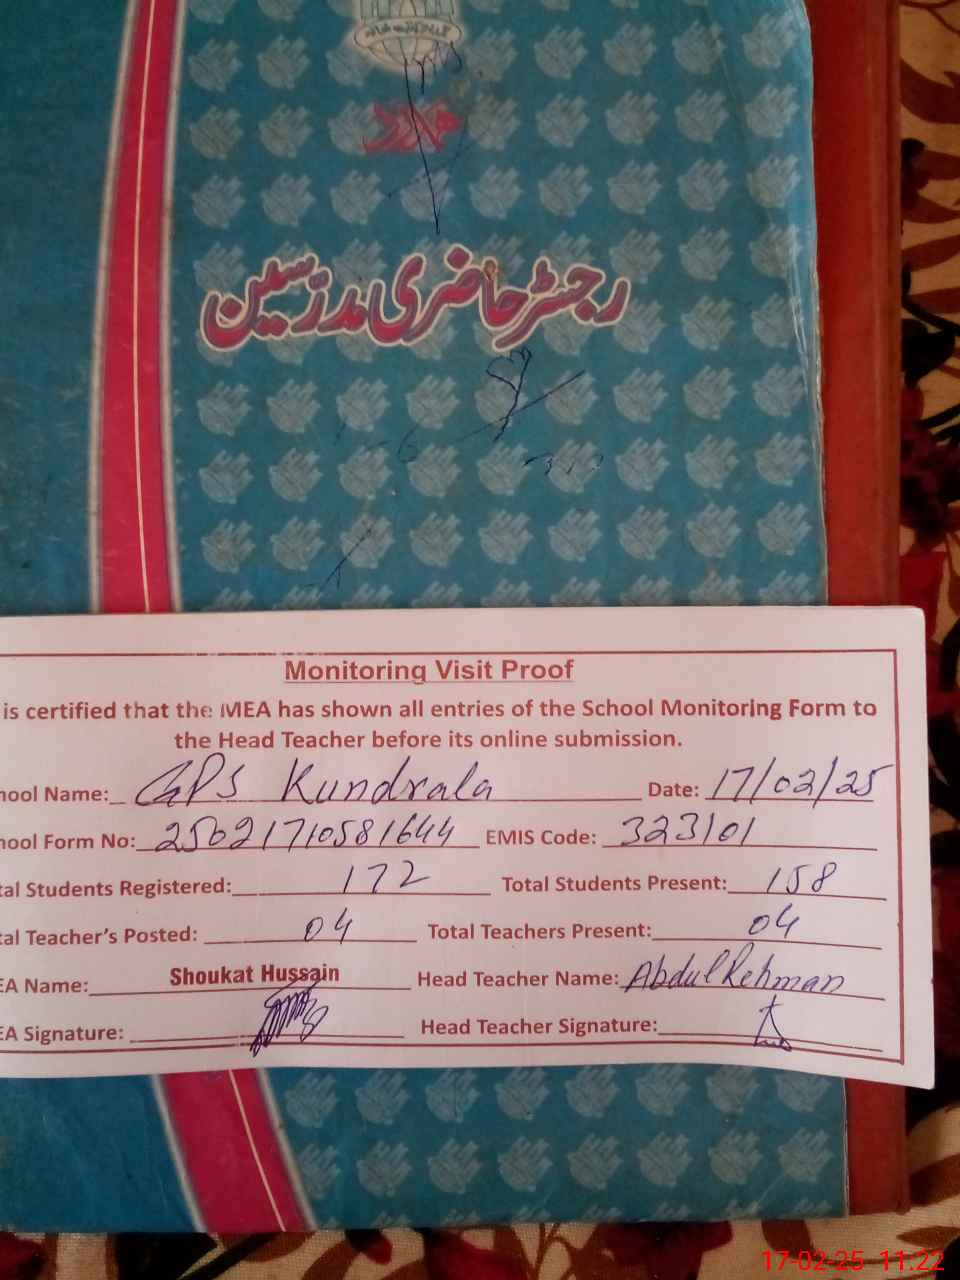 رجسٹر حاضری مدرسین
Monitoring Visit Proof
is certified that the MEA has shown all entries of the School Monitoring Form to
the Head Teacher before its online submission.
hool Name: GPS Kundrala Date: 17/02/25
hool Form No: 25021710581644 EMIS Code: 323101
tal Students Registered: 172 Total Students Present: 158
tal Teacher's Posted: 04 Total Teachers Present: 04
EA Name: Shoukat Hussain Head Teacher Name: Abdul Rehman
EA Signature: Head Teacher Signature:
17-02-25 11:22